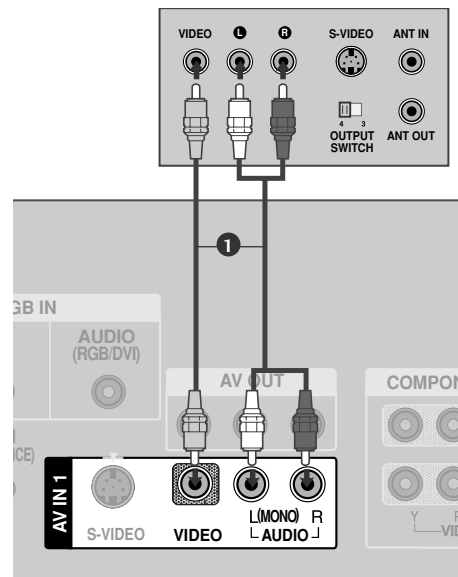 VIDEO L R S-VIDEO ANT IN
4 3
OUTPUT
SWITCH
ANT OUT
1
GB IN
AUDIO
(RGB/DVI)
AV OUT
COMPON
CE)
AV IN 1
S-VIDEO
VIDEO
L(MONO) R
AUDIO
Y
VID